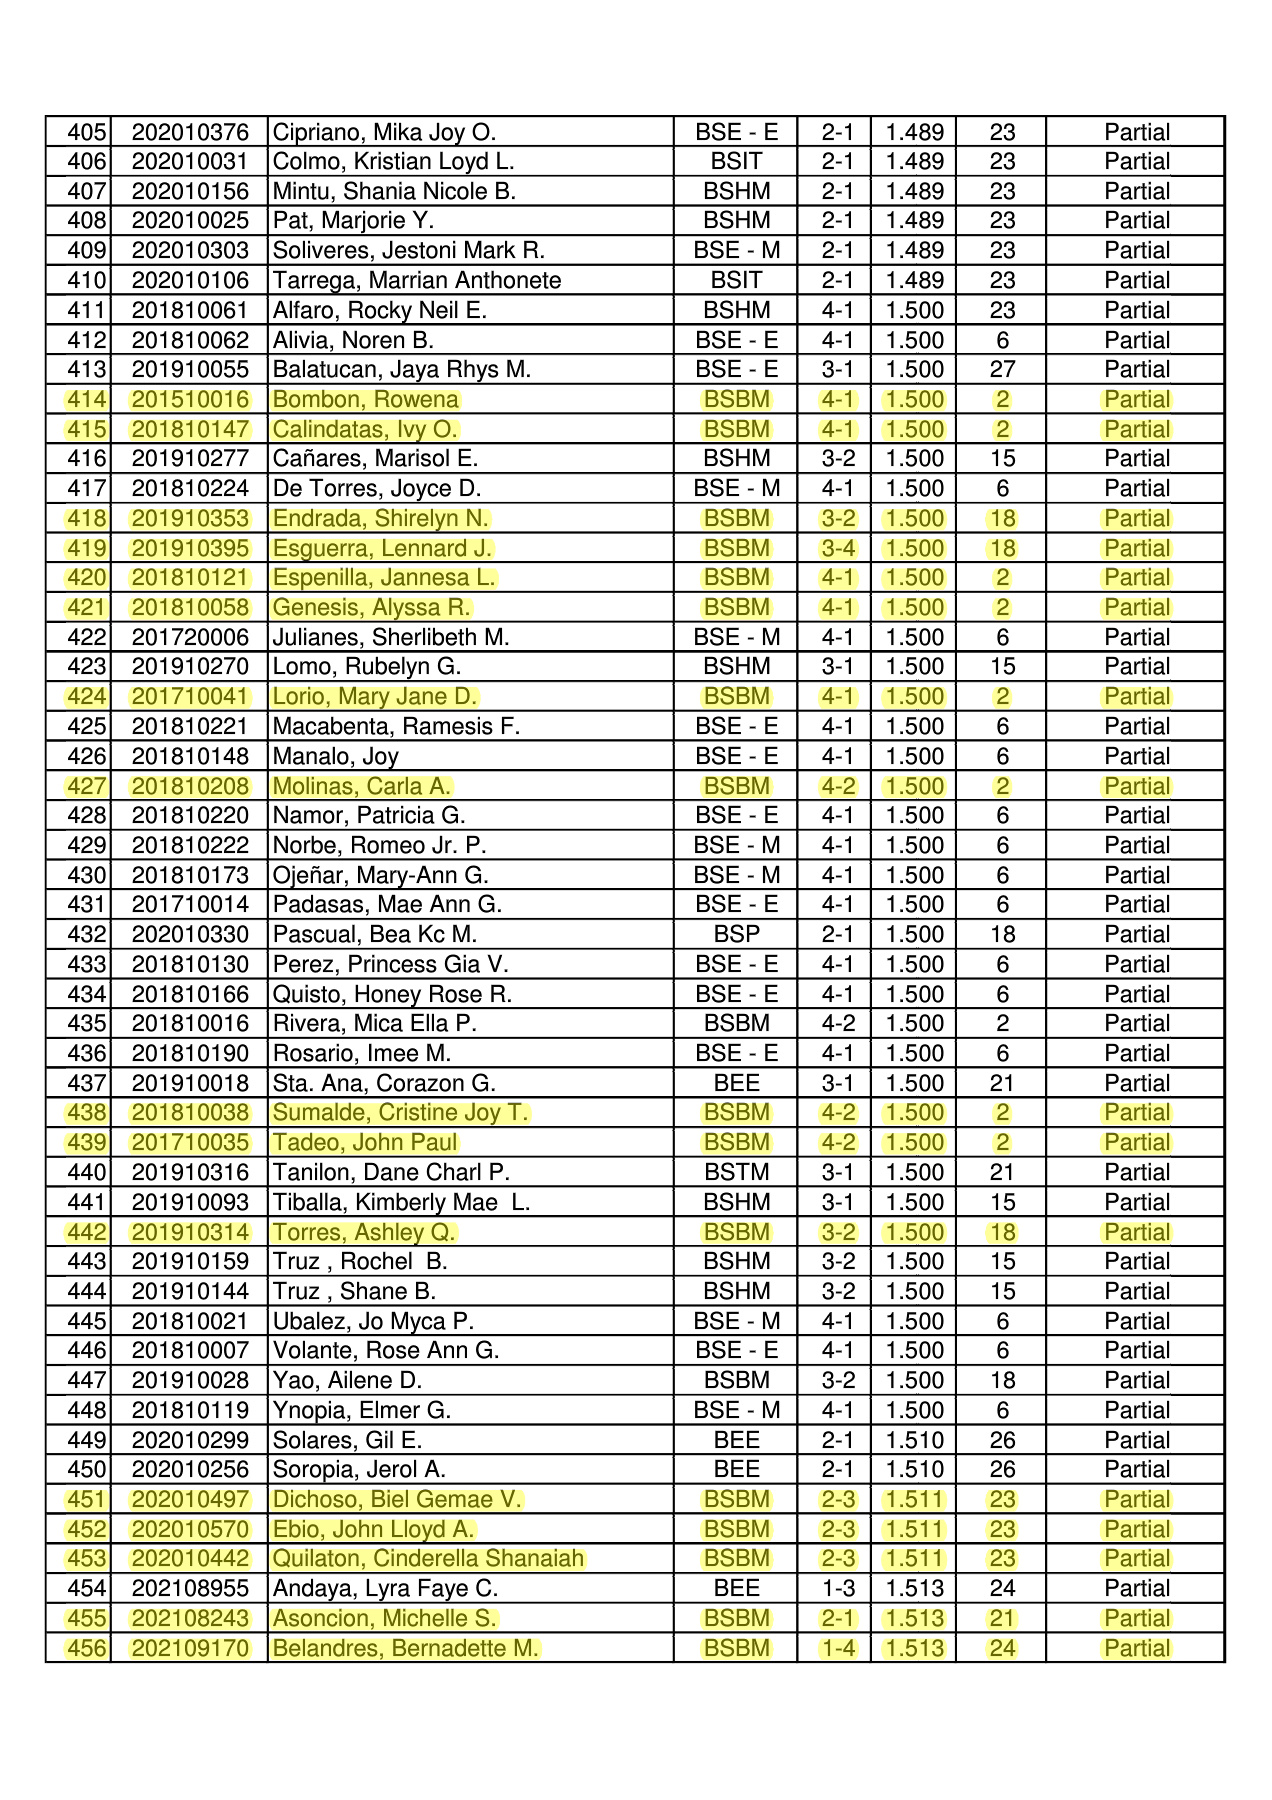 405 202010376 Cipriano, Mika Joy O. BSE - E 2-1 1.489 23 Partial
406 202010031 Colmo, Kristian Loyd L. BSIT 2-1 1.489 23 Partial
407 202010156 Mintu, Shania Nicole B. BSHM 2-1 1.489 23 Partial
408 202010025 Pat, Marjorie Y. BSHM 2-1 1.489 23 Partial
409 202010303 Soliveres, Jestoni Mark R. BSE - M 2-1 1.489 23 Partial
410 202010106 Tarrega, Marrian Anthonete BSIT 2-1 1.489 23 Partial
411 201810061 Alfaro, Rocky Neil E. BSHM 4-1 1.500 23 Partial
412 201810062 Alivia, Noren B. BSE - E 4-1 1.500 6 Partial
413 201910055 Balatucan, Jaya Rhys M. BSE - E 3-1 1.500 27 Partial
414 201510016 Bombon, Rowena BSBM 4-1 1.500 2 Partial
415 201810147 Calindatas, Ivy O. BSBM 4-1 1.500 2 Partial
416 201910277 Cañares, Marisol E. BSHM 3-2 1.500 15 Partial
417 201810224 De Torres, Joyce D. BSE - M 4-1 1.500 6 Partial
418 201910353 Endrada, Shirelyn N. BSBM 3-2 1.500 18 Partial
419 201910395 Esguerra, Lennard J. BSBM 3-4 1.500 18 Partial
420 201810121 Espenilla, Jannesa L. BSBM 4-1 1.500 2 Partial
421 201810058 Genesis, Alyssa R. BSBM 4-1 1.500 2 Partial
422 201720006 Julianes, Sherlibeth M. BSE - M 4-1 1.500 6 Partial
423 201910270 Lomo, Rubelyn G. BSHM 3-1 1.500 15 Partial
424 201710041 Lorio, Mary Jane D. BSBM 4-1 1.500 2 Partial
425 201810221 Macabenta, Ramesis F. BSE - E 4-1 1.500 6 Partial
426 201810148 Manalo, Joy BSE - E 4-1 1.500 6 Partial
427 201810208 Molinas, Carla A. BSBM 4-2 1.500 2 Partial
428 201810220 Namor, Patricia G. BSE - E 4-1 1.500 6 Partial
429 201810222 Norbe, Romeo Jr. P. BSE - M 4-1 1.500 6 Partial
430 201810173 Ojeñar, Mary-Ann G. BSE - M 4-1 1.500 6 Partial
431 201710014 Padasas, Mae Ann G. BSE - E 4-1 1.500 6 Partial
432 202010330 Pascual, Bea Kc M. BSP 2-1 1.500 18 Partial
433 201810130 Perez, Princess Gia V. BSE - E 4-1 1.500 6 Partial
434 201810166 Quisto, Honey Rose R. BSE - E 4-1 1.500 6 Partial
435 201810016 Rivera, Mica Ella P. BSBM 4-2 1.500 2 Partial
436 201810190 Rosario, Imee M. BSE - E 4-1 1.500 6 Partial
437 201910018 Sta. Ana, Corazon G. BEE 3-1 1.500 21 Partial
438 201810038 Sumalde, Cristine Joy T. BSBM 4-2 1.500 2 Partial
439 201710035 Tadeo, John Paul BSBM 4-2 1.500 2 Partial
440 201910316 Tanilon, Dane Charl P. BSTM 3-1 1.500 21 Partial
441 201910093 Tiballa, Kimberly Mae L. BSHM 3-1 1.500 15 Partial
442 201910314 Torres, Ashley Q. BSBM 3-2 1.500 18 Partial
443 201910159 Truz , Rochel B. BSHM 3-2 1.500 15 Partial
444 201910144 Truz , Shane B. BSHM 3-2 1.500 15 Partial
445 201810021 Ubalez, Jo Myca P. BSE - M 4-1 1.500 6 Partial
446 201810007 Volante, Rose Ann G. BSE - E 4-1 1.500 6 Partial
447 201910028 Yao, Ailene D. BSBM 3-2 1.500 18 Partial
448 201810119 Ynopia, Elmer G. BSE - M 4-1 1.500 6 Partial
449 202010299 Solares, Gil E. BEE 2-1 1.510 26 Partial
450 202010256 Soropia, Jerol A. BEE 2-1 1.510 26 Partial
451 202010497 Dichoso, Biel Gemae V. BSBM 2-3 1.511 23 Partial
452 202010570 Ebio, John Lloyd A. BSBM 2-3 1.511 23 Partial
453 202010442 Quilaton, Cinderella Shanaiah BSBM 2-3 1.511 23 Partial
454 202108955 Andaya, Lyra Faye C. BEE 1-3 1.513 24 Partial
455 202108243 Asoncion, Michelle S. BSBM 2-1 1.513 21 Partial
456 202109170 Belandres, Bernadette M. BSBM 1-4 1.513 24 Partial